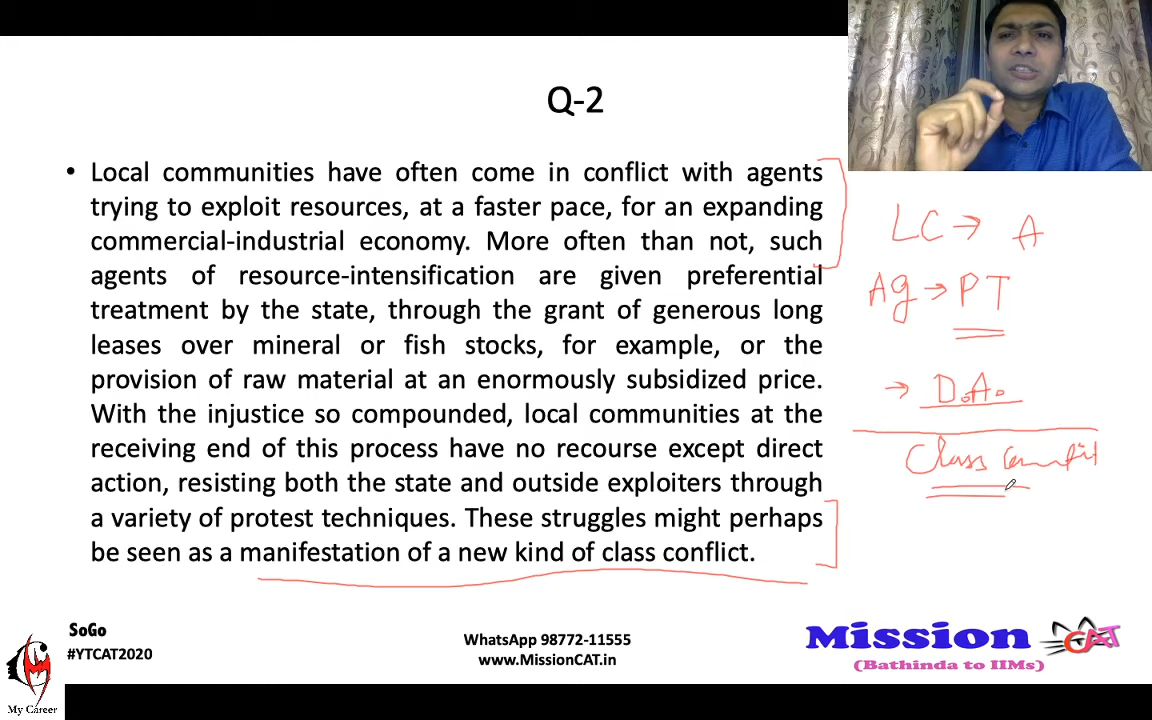 Q-2
• Local communities have often come in conflict with agents
trying to exploit resources, at a faster pace, for an expanding
commercial-industrial economy. More often than not, such
agents of resource-intensification are given preferential
treatment by the state, through the grant of generous long
leases over mineral or fish stocks, for example, or the
provision of raw material at an enormously subsidized price.
With the injustice so compounded, local communities at the
receiving end of this process have no recourse except direct
action, resisting both the state and outside exploiters through
a variety of protest techniques. These struggles might perhaps
be seen as a manifestation of a new kind of class conflict.
LC → A
Ag → PT
→ D.A.
Class
SoGo
#YTCAT2020
WhatsApp 98772-11555
www.MissionCAT.in
Mission CAT
(Bathinda to IIMs)
My Career